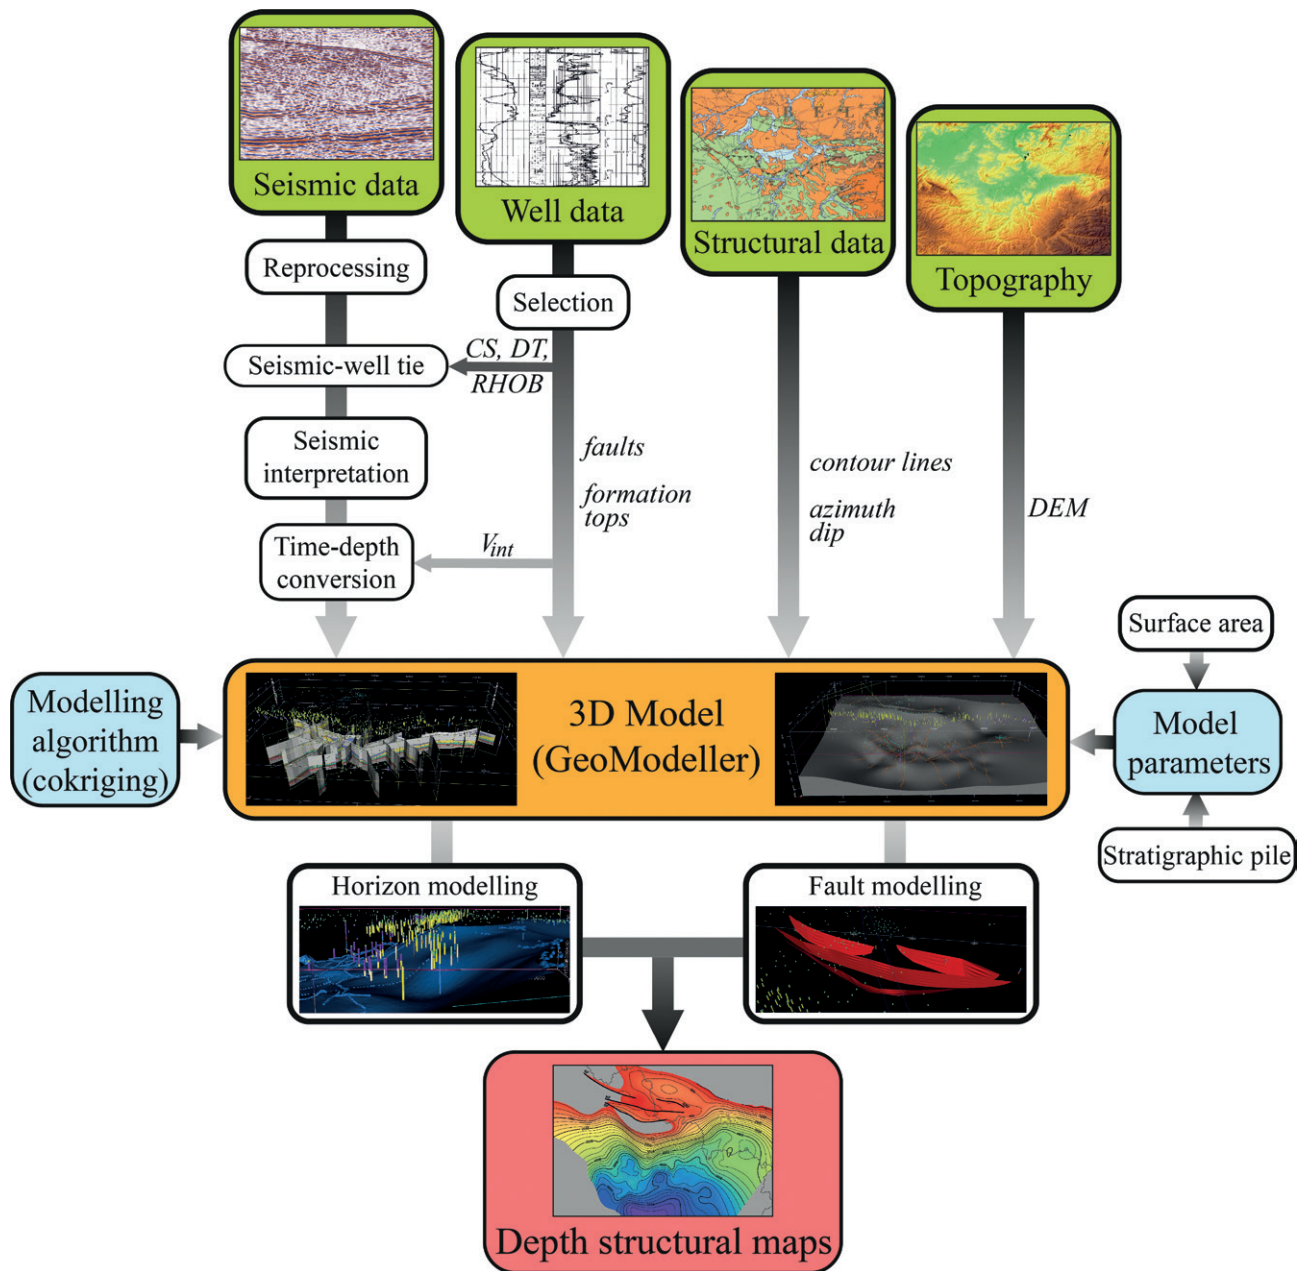 Seismic data
Well data
Structural data
Topography
Reprocessing
Selection
Seismic-well tie
CS, DT,
RHOB
Seismic
interpretation
faults
formation
tops
contour lines
azimuth
dip
DEM
Time-depth
conversion
Vint
Surface area
Modelling
algorithm
(cokriging)
3D Model
(GeoModeller)
Model
parameters
Stratigraphic pile
Horizon modelling
Fault modelling
Depth structural maps